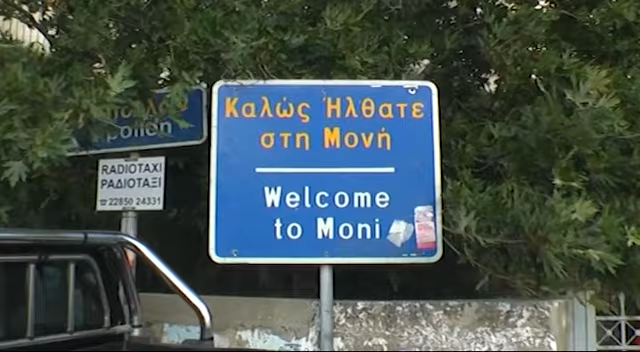 Καλώς Ήλθατε
στη Μονή
Welcome
to Moni
RADIOTAXI
ΡΑΔΙΟΤΑΞΙ
☎ 22850 24331